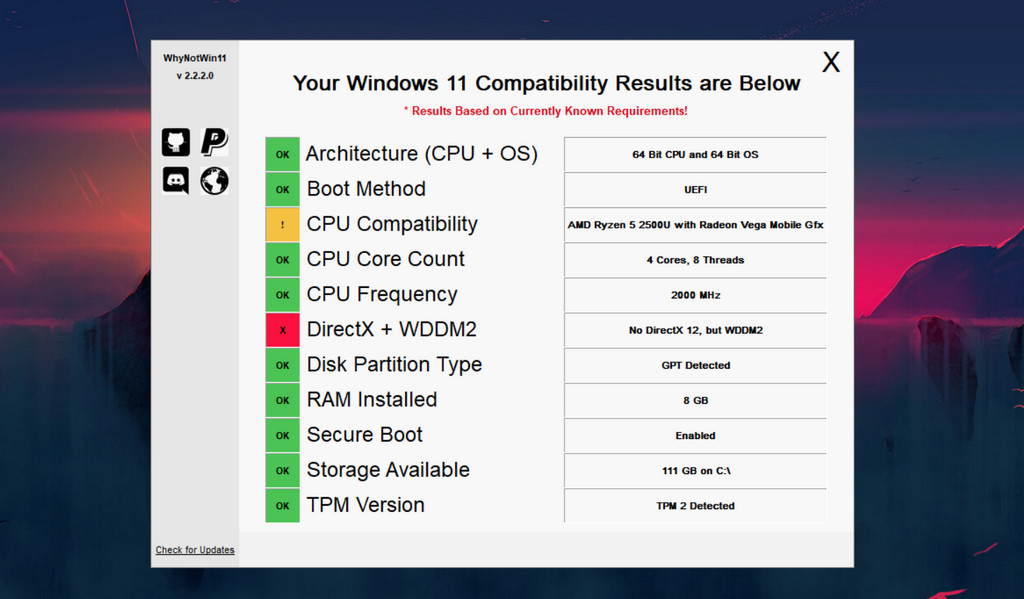 WhyNotWin11
v 2.2.2.0
X
Your Windows 11 Compatibility Results are Below
* Results Based on Currently Known Requirements!
OK Architecture (CPU + OS) 64 Bit CPU and 64 Bit OS
OK Boot Method UEFI
! CPU Compatibility AMD Ryzen 5 2500U with Radeon Vega Mobile Gfx
OK CPU Core Count 4 Cores, 8 Threads
OK CPU Frequency 2000 MHz
X DirectX + WDDM2 No DirectX 12, but WDDM2
OK Disk Partition Type GPT Detected
OK RAM Installed 8 GB
OK Secure Boot Enabled
OK Storage Available 111 GB on C:\
OK TPM Version TPM 2 Detected
Check for Updates